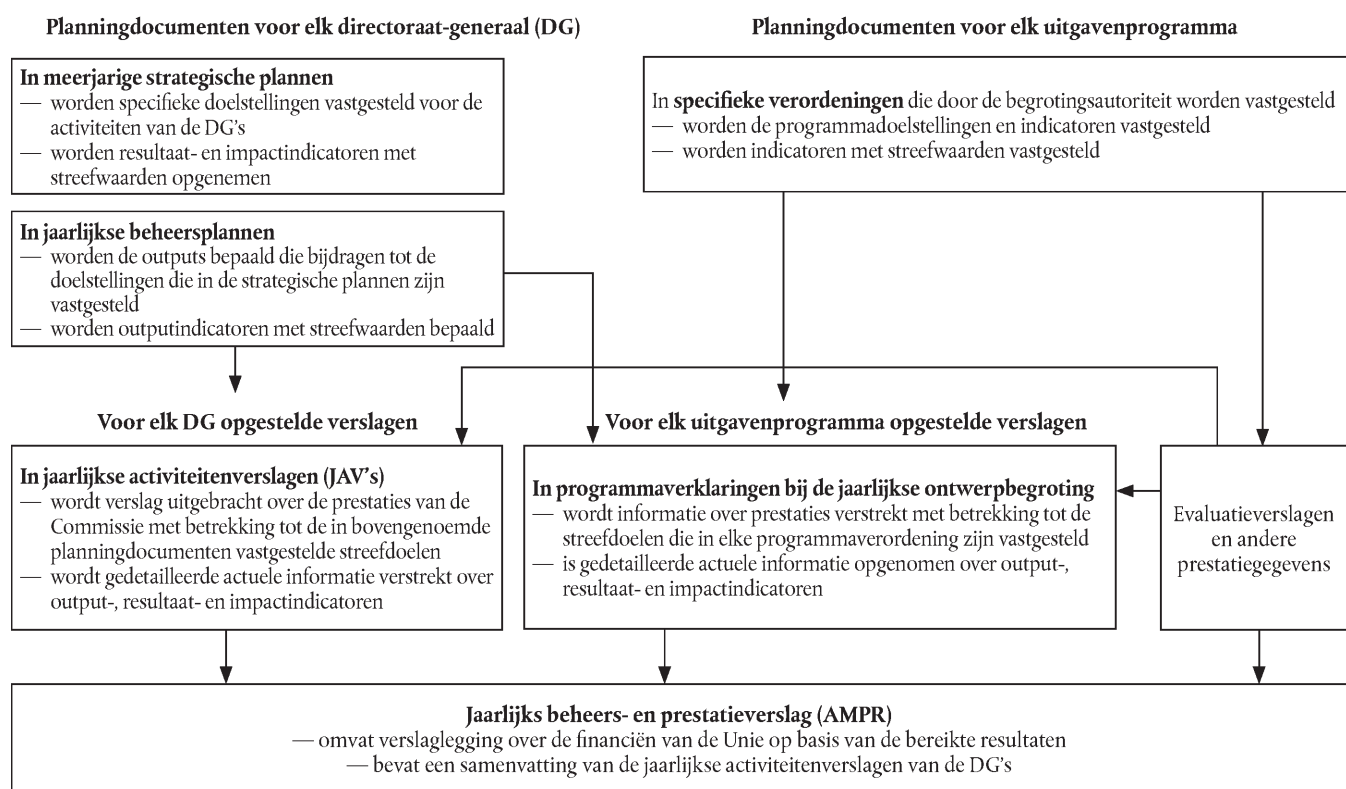 Planningdocumenten voor elk directoraat-generaal (DG)
In meerjarige strategische plannen
— worden specifieke doelstellingen vastgesteld voor de
activiteiten van de DG's
— worden resultaat- en impactindicatoren met
streefwaarden opgenemen
In jaarlijkse beheersplannen
— worden de outputs bepaald die bijdragen tot de
doelstellingen die in de strategische plannen zijn
vastgesteld
— worden outputindicatoren met streefwaarden bepaald
Planningdocumenten voor elk uitgavenprogramma
In specifieke verordeningen die door de begrotingsautoriteit worden vastgesteld
— worden de programmadoelstellingen en indicatoren vastgesteld
— worden indicatoren met streefwaarden vastgesteld
Voor elk DG opgestelde verslagen
In jaarlijkse activiteitenverslagen (JAV's)
— wordt verslag uitgebracht over de prestaties van de
Commissie met betrekking tot de in bovengenoemde
planningdocumenten vastgestelde streefdoelen
— wordt gedetailleerde actuele informatie verstrekt over
output-, resultaat- en impactindicatoren
Voor elk uitgavenprogramma opgestelde verslagen
In programmaverklaringen bij de jaarlijkse ontwerpbegroting
— wordt informatie over prestaties verstrekt met betrekking tot de
streefdoelen die in elke programmaverordening zijn vastgesteld
— is gedetailleerde actuele informatie opgenomen over output-,
resultaat- en impactindicatoren
Evaluatieverslagen
en andere
prestatiegegevens
Jaarlijks beheers- en prestatieverslag (AMPR)
— omvat verslaglegging over de financiën van de Unie op basis van de bereikte resultaten
— bevat een samenvatting van de jaarlijkse activiteitenverslagen van de DG's